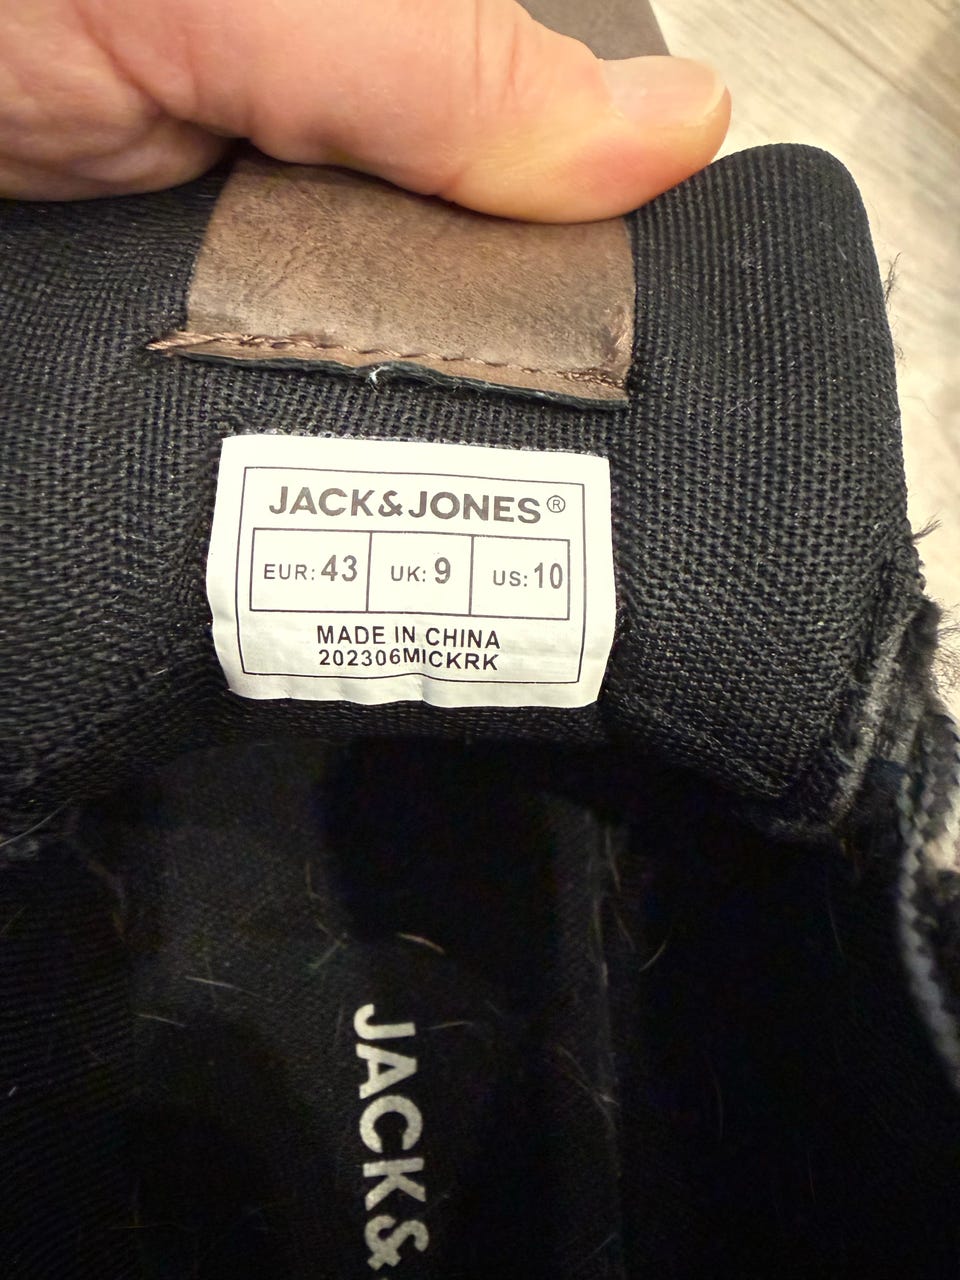 JACK&JONES®
EUR: 43 UK: 9 US: 10
MADE IN CHINA
202306MICKRK
JACK&